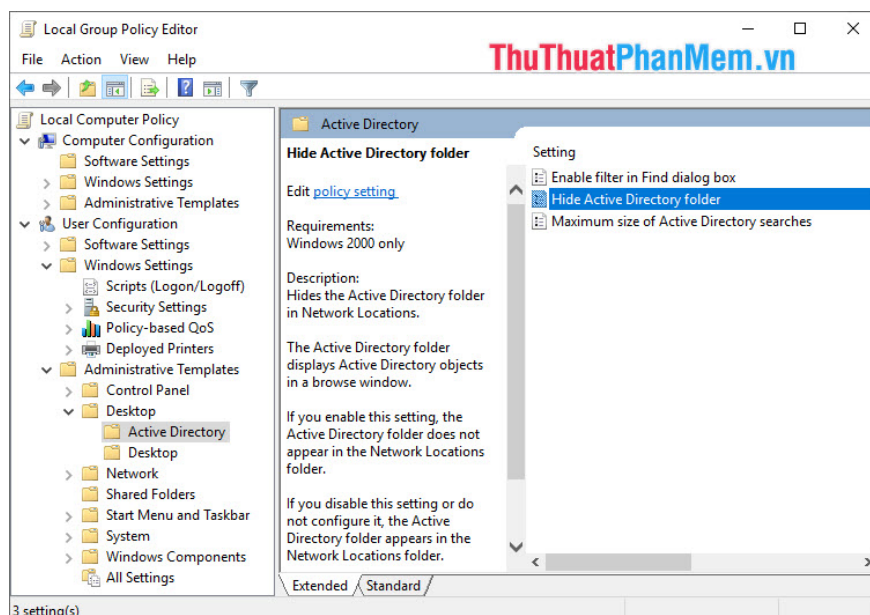 Local Group Policy Editor
ThuThuatPhanMem.vn
File Action View Help
Local Computer Policy
Computer Configuration
Software Settings
Windows Settings
Administrative Templates
User Configuration
Software Settings
Windows Settings
Scripts (Logon/Logoff)
Security Settings
Policy-based QoS
Deployed Printers
Administrative Templates
Control Panel
Desktop
Active Directory
Desktop
Network
Shared Folders
Start Menu and Taskbar
System
Windows Components
All Settings
Active Directory
Hide Active Directory folder
Edit policy setting
Requirements:
Windows 2000 only
Description:
Hides the Active Directory folder
in Network Locations.
The Active Directory folder
displays Active Directory objects
in a browse window.
If you enable this setting, the
Active Directory folder does not
appear in the Network Locations
folder.
If you disable this setting or do
not configure it, the Active
Directory folder appears in the
Network Locations folder.
Setting
Enable filter in Find dialog box
Hide Active Directory folder
Maximum size of Active Directory searches
Extended Standard
3 setting(s)